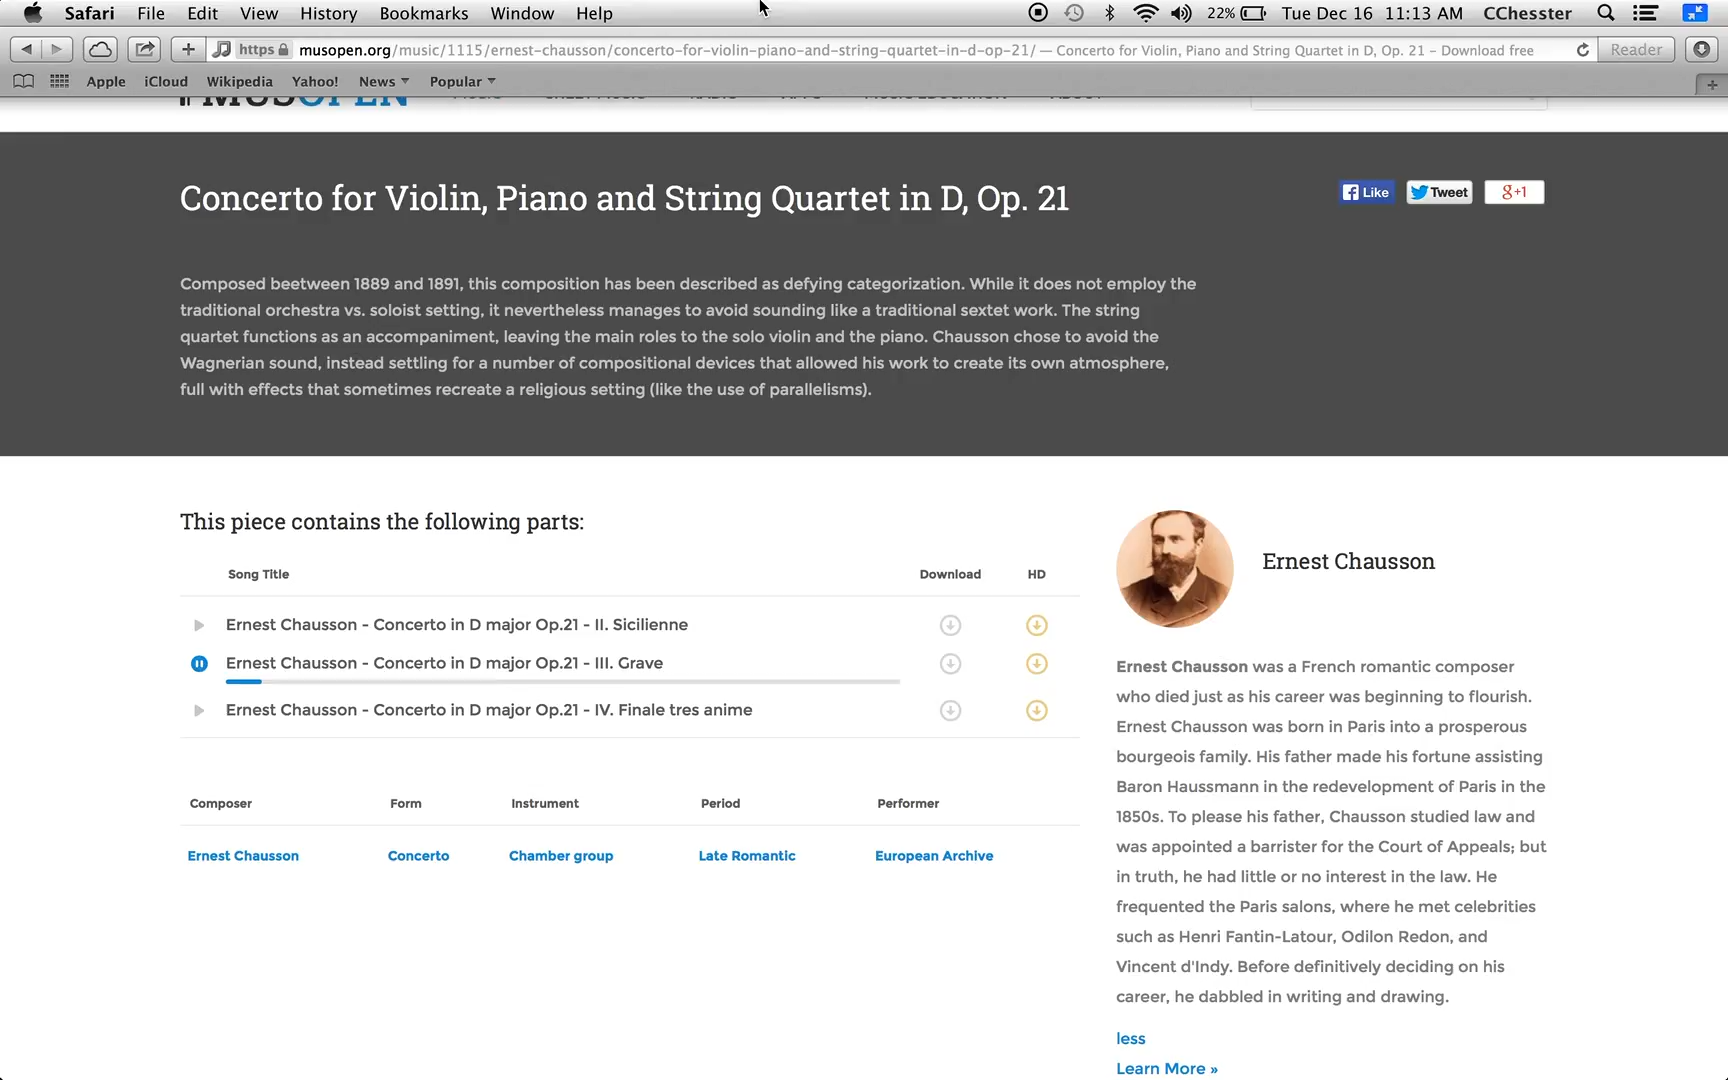 Safari File Edit View History Bookmarks Window Help 22% Tue Dec 16 11:13 AM CChesster
https musopen.org/music/1115/ernest-chausson/concerto-for-violin-piano-and-string-quartet-in-d-op-21/ — Concerto for Violin, Piano and String Quartet in D, Op. 21 - Download free Reader
Apple iCloud Wikipedia Yahoo! News Popular
MUSOPEN
Concerto for Violin, Piano and String Quartet in D, Op. 21
Like Tweet g+1
Composed beetween 1889 and 1891, this composition has been described as defying categorization. While it does not employ the
traditional orchestra vs. soloist setting, it nevertheless manages to avoid sounding like a traditional sextet work. The string
quartet functions as an accompaniment, leaving the main roles to the solo violin and the piano. Chausson chose to avoid the
Wagnerian sound, instead settling for a number of compositional devices that allowed his work to create its own atmosphere,
full with effects that sometimes recreate a religious setting (like the use of parallelisms).
This piece contains the following parts:
Song Title Download HD
Ernest Chausson - Concerto in D major Op.21 - II. Sicilienne
Ernest Chausson - Concerto in D major Op.21 - III. Grave
Ernest Chausson - Concerto in D major Op.21 - IV. Finale tres anime
Composer Form Instrument Period Performer
Ernest Chausson Concerto Chamber group Late Romantic European Archive
Ernest Chausson
Ernest Chausson was a French romantic composer
who died just as his career was beginning to flourish.
Ernest Chausson was born in Paris into a prosperous
bourgeois family. His father made his fortune assisting
Baron Haussmann in the redevelopment of Paris in the
1850s. To please his father, Chausson studied law and
was appointed a barrister for the Court of Appeals; but
in truth, he had little or no interest in the law. He
frequented the Paris salons, where he met celebrities
such as Henri Fantin-Latour, Odilon Redon, and
Vincent d'Indy. Before definitively deciding on his
career, he dabbled in writing and drawing.
less
Learn More »